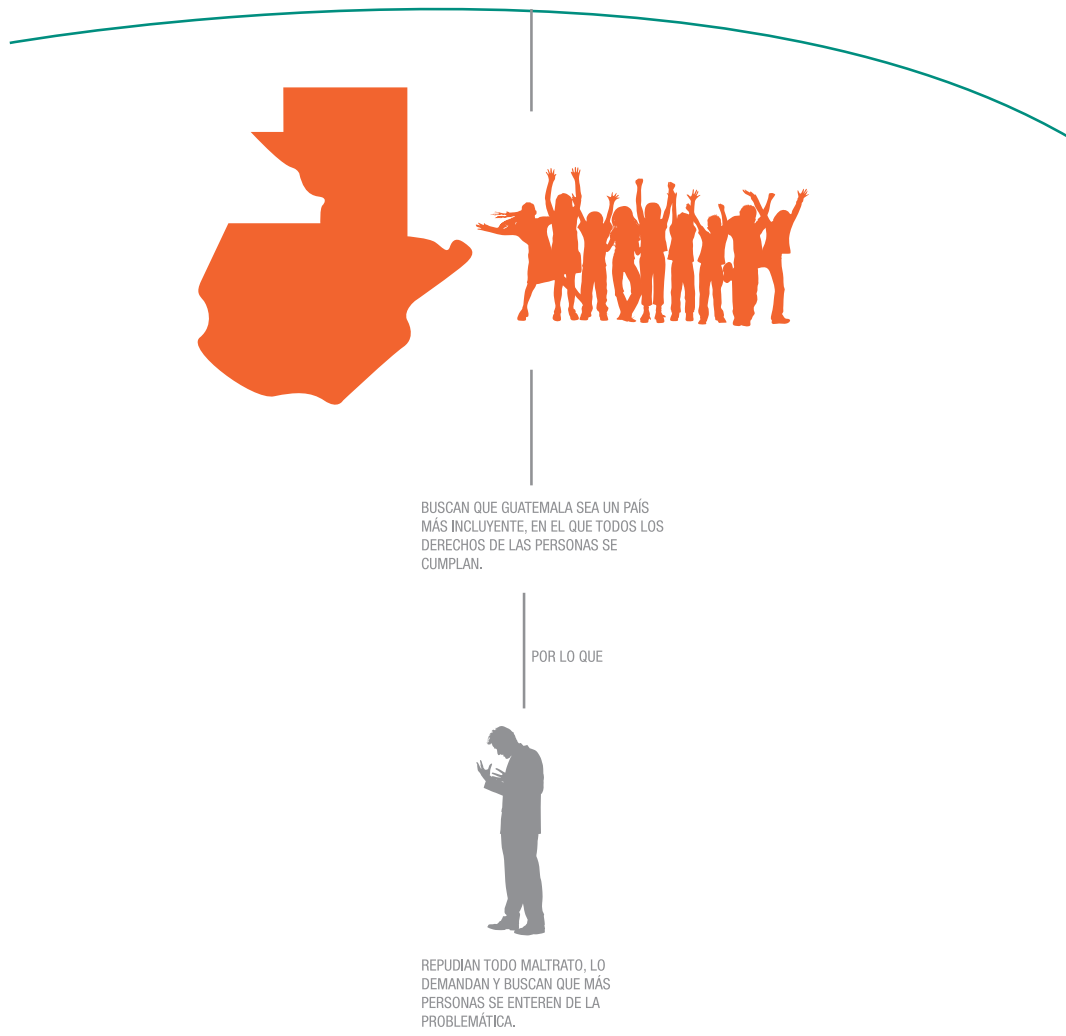 BUSCAN QUE GUATEMALA SEA UN PAÍS
MÁS INCLUYENTE, EN EL QUE TODOS LOS
DERECHOS DE LAS PERSONAS SE
CUMPLAN.
POR LO QUE
REPUDIAN TODO MALTRATO, LO
DEMANDAN Y BUSCAN QUE MÁS
PERSONAS SE ENTEREN DE LA
PROBLEMÁTICA.